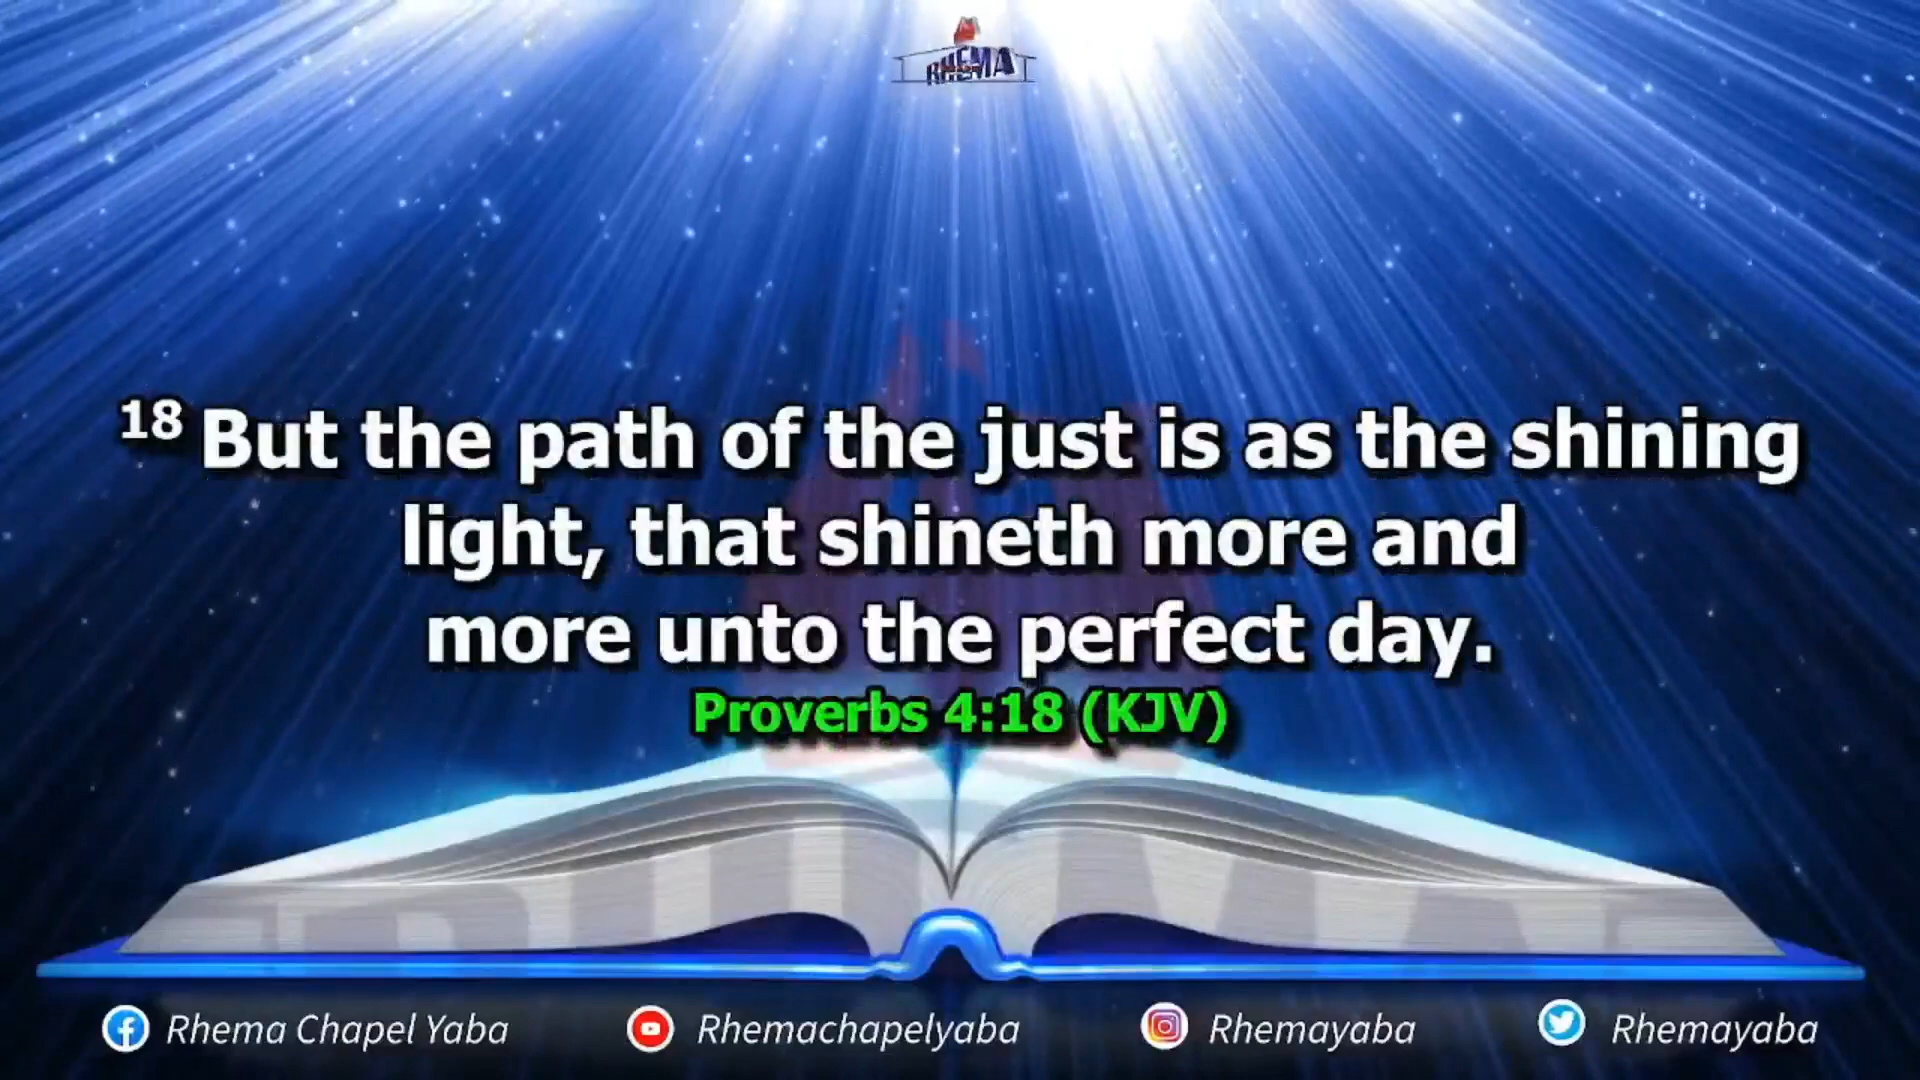 RHEMA
18 But the path of the just is as the shining
light, that shineth more and
more unto the perfect day.
Proverbs 4:18 (KJV)
Rhema Chapel Yaba Rhemachapelyaba Rhemayaba Rhemayaba